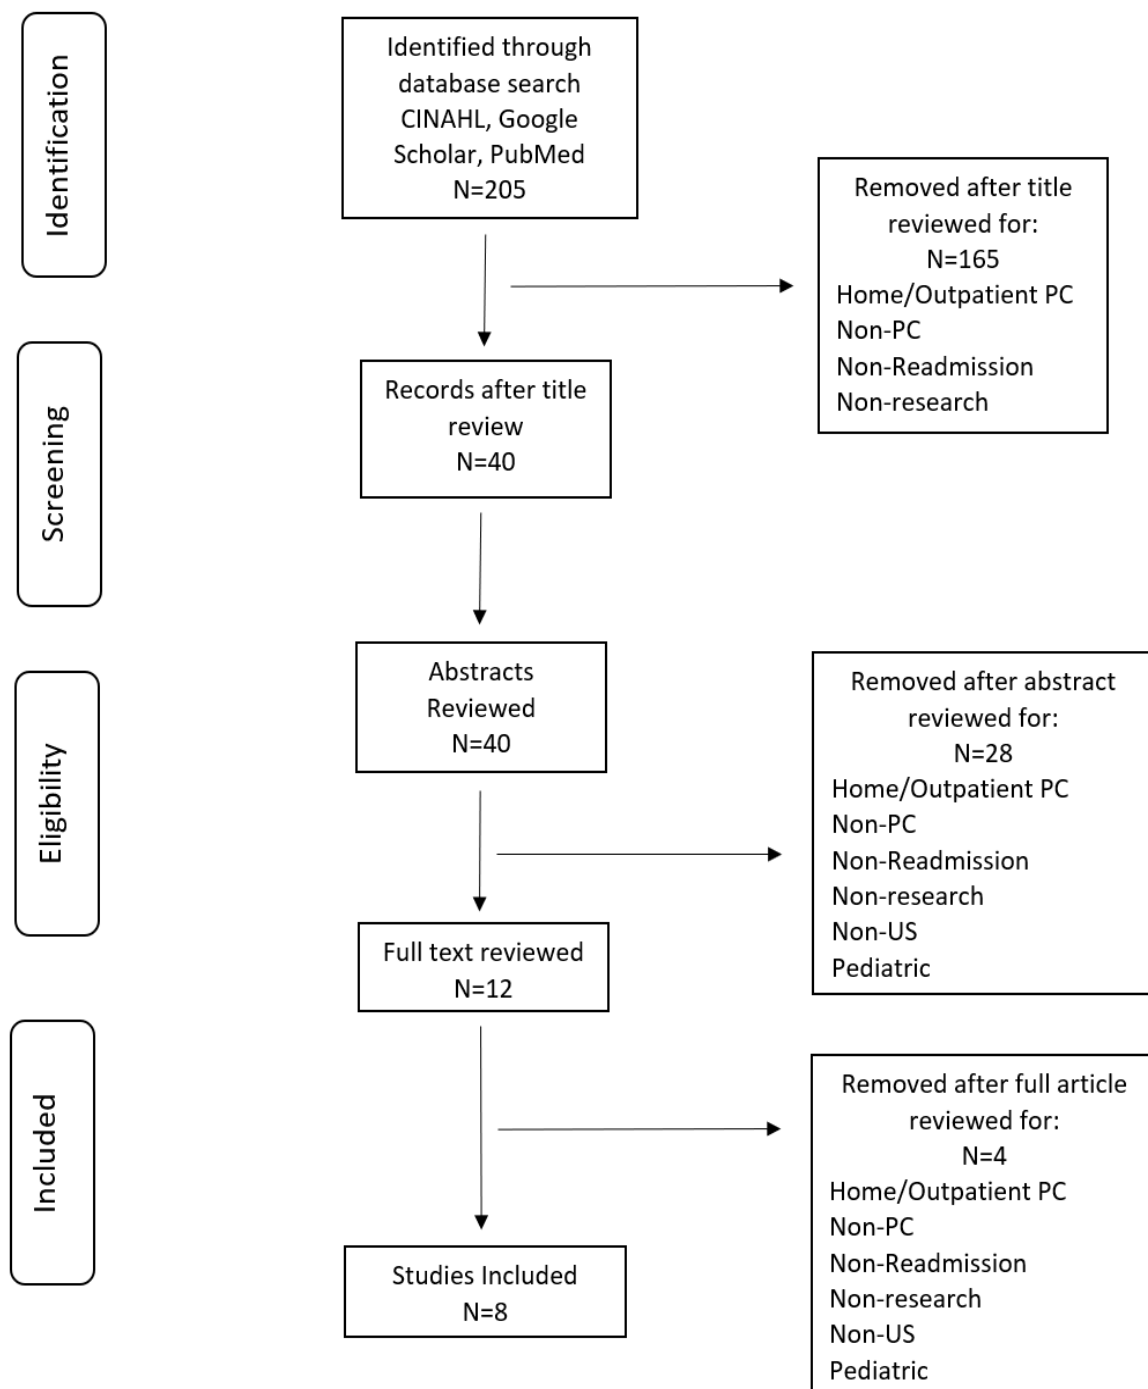 Identification
Identified through
database search
CINAHL, Google
Scholar, PubMed
N=205
Removed after title
reviewed for:
N=165
Home/Outpatient PC
Non-PC
Non-Readmission
Non-research
Screening
Records after title
review
N=40
Eligibility
Abstracts
Reviewed
N=40
Removed after abstract
reviewed for:
N=28
Home/Outpatient PC
Non-PC
Non-Readmission
Non-research
Non-US
Pediatric
Full text reviewed
N=12
Included
Removed after full article
reviewed for:
N=4
Home/Outpatient PC
Non-PC
Non-Readmission
Non-research
Non-US
Pediatric
Studies Included
N=8